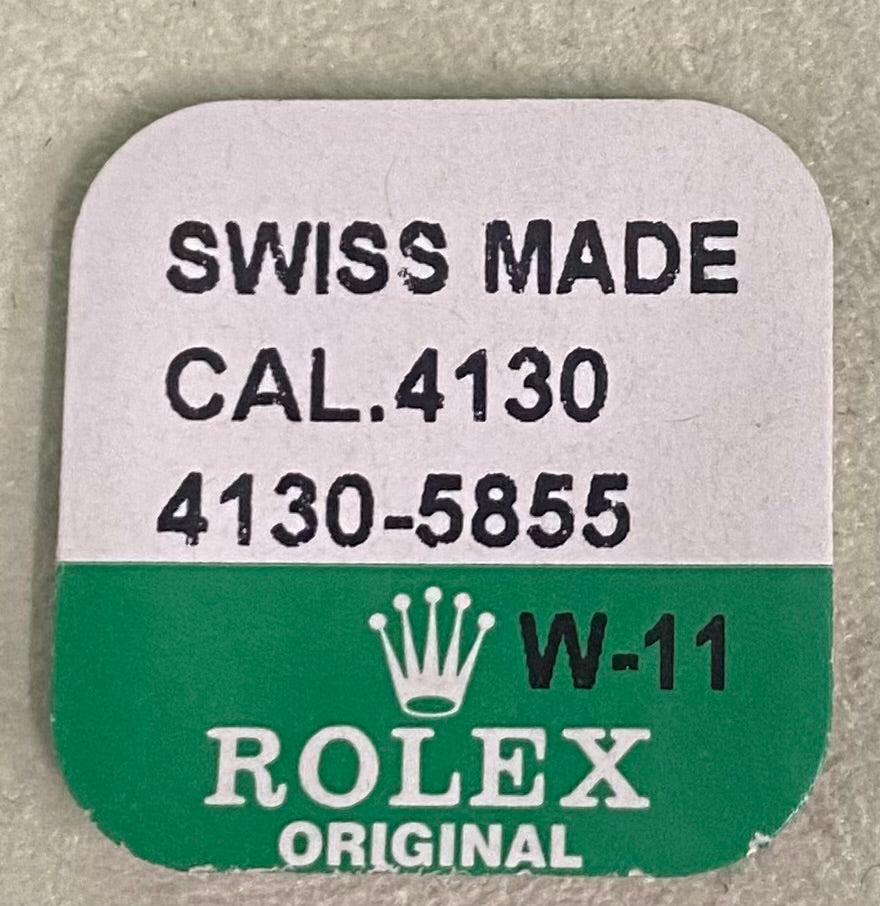 SWISS MADE
CAL.4130
4130-5855
W-11
ROLEX
ORIGINAL